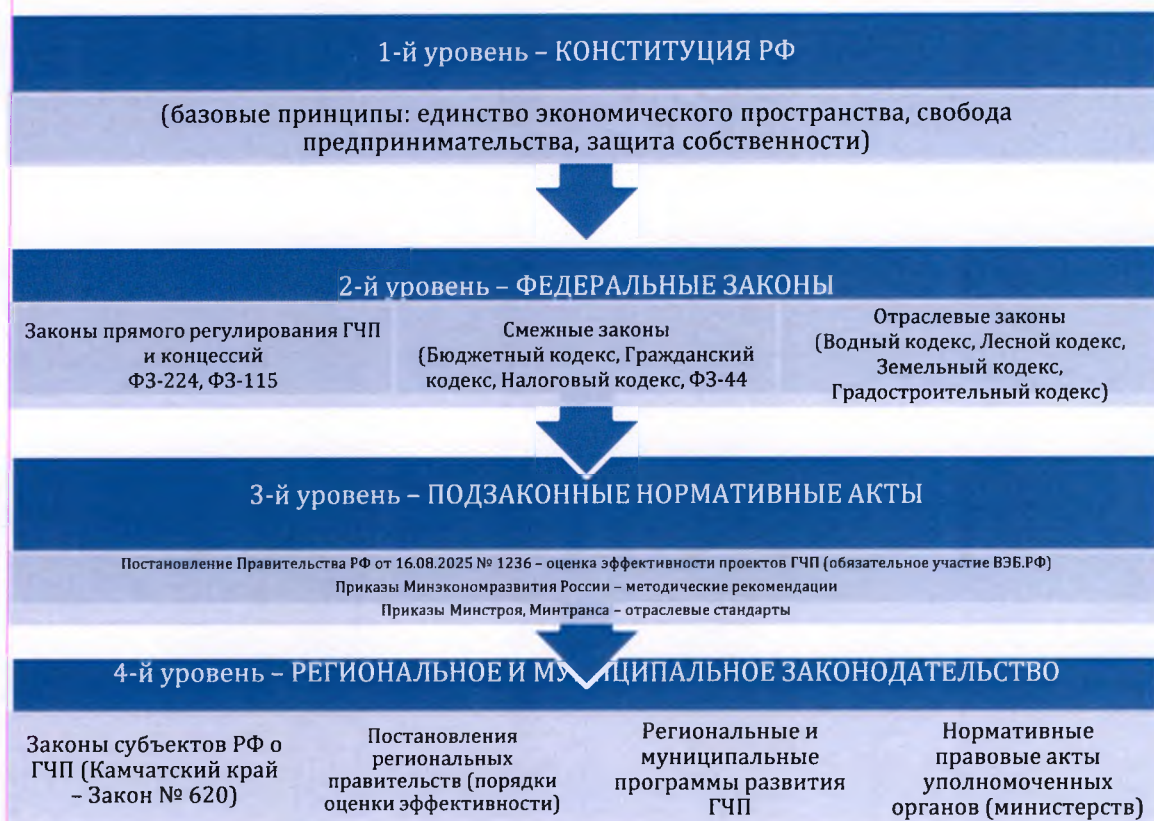 1-й уровень – КОНСТИТУЦИЯ РФ
(базовые принципы: единство экономического пространства, свобода
предпринимательства, защита собственности)
2-й уровень – ФЕДЕРАЛЬНЫЕ ЗАКОНЫ
Законы прямого регулирования ГЧП
и концессий
ФЗ-224, ФЗ-115
Смежные законы
(Бюджетный кодекс, Гражданский
кодекс, Налоговый кодекс, ФЗ-44
Отраслевые законы
(Водный кодекс, Лесной кодекс,
Земельный кодекс,
Градостроительный кодекс)
3-й уровень – ПОДЗАКОННЫЕ НОРМАТИВНЫЕ АКТЫ
Постановление Правительства РФ от 16.08.2025 № 1236 – оценка эффективности проектов ГЧП (обязательное участие ВЭБ.РФ)
Приказы Минэкономразвития России – методические рекомендации
Приказы Минстроя, Минтранса – отраслевые стандарты
4-й уровень – РЕГИОНАЛЬНОЕ И ЗАКОНОДАТЕЛЬСТВО
Законы субъектов РФ о
ГЧП (Камчатский край
– Закон № 620)
Постановления
региональных
правительств (порядки
оценки эффективности)
Региональные и
муниципальные
программы развития
ГЧП
Нормативные
правовые акты
уполномоченных
органов (министерств)